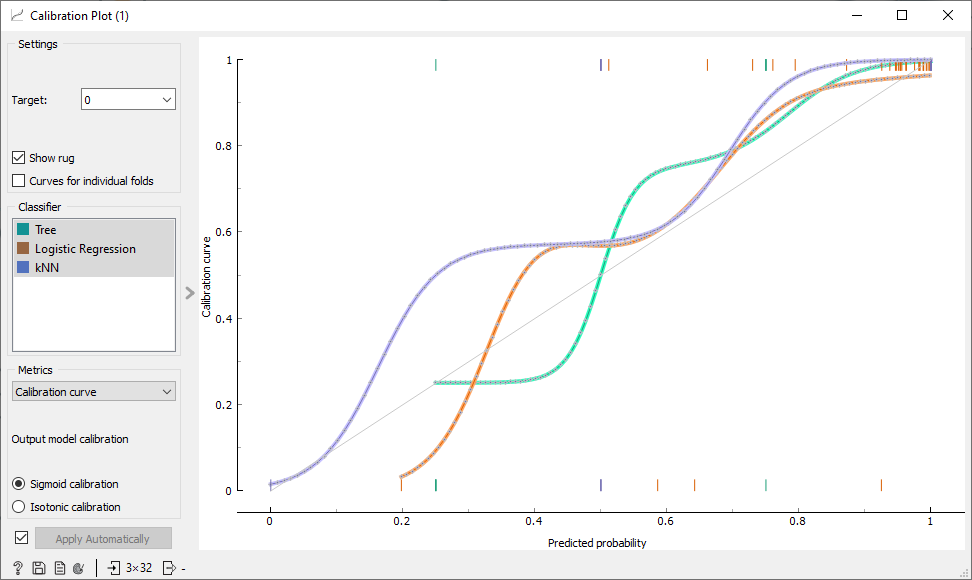 Calibration Plot (1)
Settings
Target:
0
Show rug
Curves for individual folds
Classifier
Tree
Logistic Regression
kNN
Metrics
Calibration curve
Output model calibration
Sigmoid calibration
Isotonic calibration
Apply Automatically
? 3×32 -
Calibration curve
1
0.8
0.6
0.4
0.2
0
0 0.2 0.4 0.6 0.8 1
Predicted probability